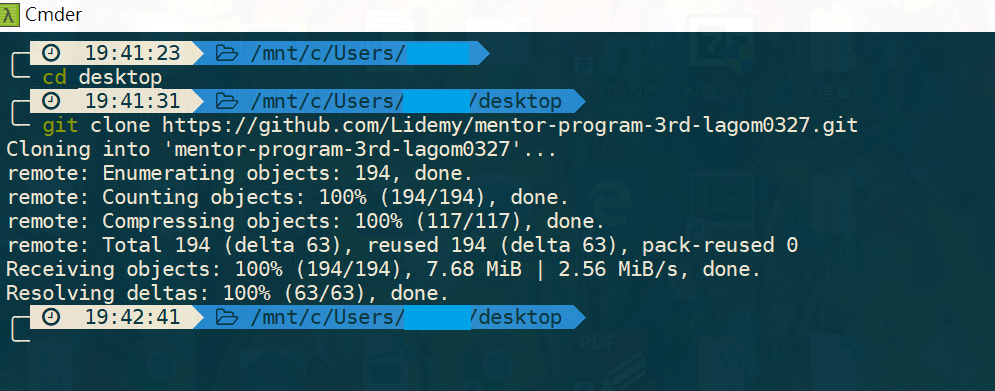 λ Cmder
19:41:23 /mnt/c/Users/
cd desktop
19:41:31 /mnt/c/Users/ /desktop
git clone https://github.com/Lidemy/mentor-program-3rd-lagom0327.git
Cloning into 'mentor-program-3rd-lagom0327'...
remote: Enumerating objects: 194, done.
remote: Counting objects: 100% (194/194), done.
remote: Compressing objects: 100% (117/117), done.
remote: Total 194 (delta 63), reused 194 (delta 63), pack-reused 0
Receiving objects: 100% (194/194), 7.68 MiB | 2.56 MiB/s, done.
Resolving deltas: 100% (63/63), done.
19:42:41 /mnt/c/Users/ /desktop
PDF